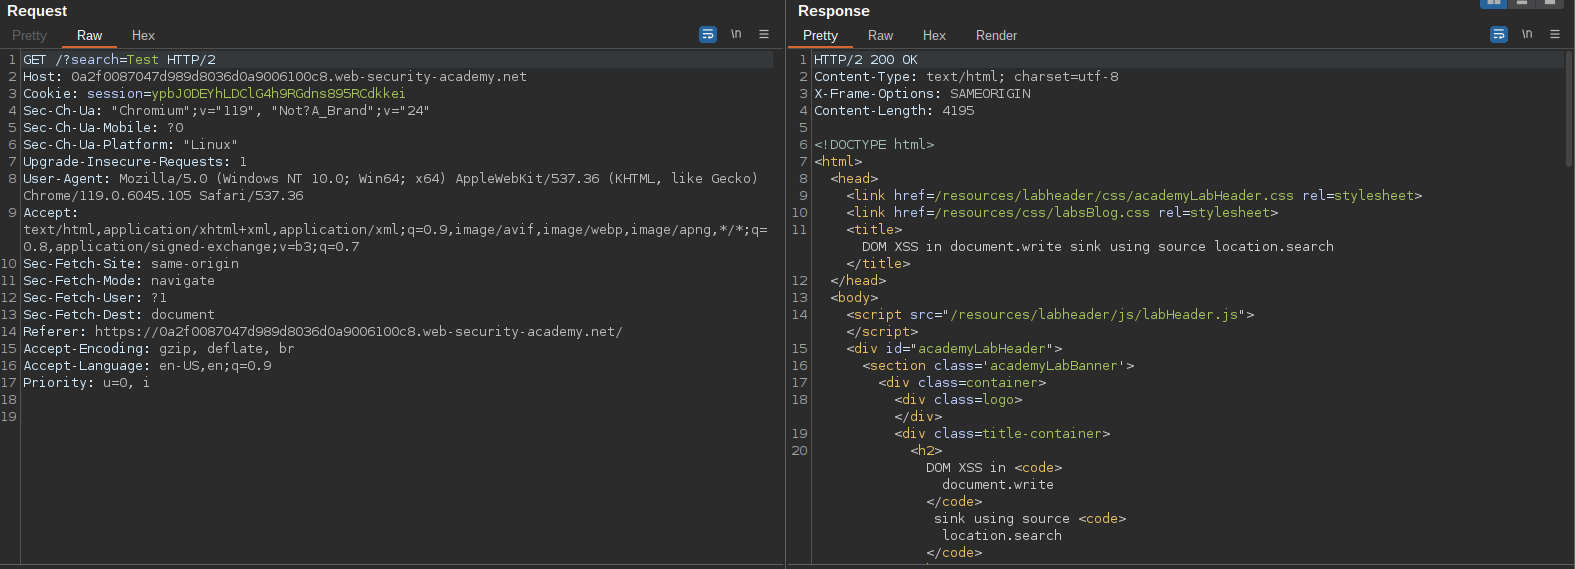 Request
Pretty Raw Hex \n ☰
1 GET /?search=Test HTTP/2
2 Host: 0a2f0087047d989d8036d0a9006100c8.web-security-academy.net
3 Cookie: session=ypbJ0DEYhLDClG4h9RGdns895RCdkkei
4 Sec-Ch-Ua: "Chromium";v="119", "Not?A_Brand";v="24"
5 Sec-Ch-Ua-Mobile: ?0
6 Sec-Ch-Ua-Platform: "Linux"
7 Upgrade-Insecure-Requests: 1
8 User-Agent: Mozilla/5.0 (Windows NT 10.0; Win64; x64) AppleWebKit/537.36 (KHTML, like Gecko)
Chrome/119.0.6045.105 Safari/537.36
9 Accept:
text/html,application/xhtml+xml,application/xml;q=0.9,image/avif,image/webp,image/apng,*/*;q=
0.8,application/signed-exchange;v=b3;q=0.7
10 Sec-Fetch-Site: same-origin
11 Sec-Fetch-Mode: navigate
12 Sec-Fetch-User: ?1
13 Sec-Fetch-Dest: document
14 Referer: https://0a2f0087047d989d8036d0a9006100c8.web-security-academy.net/
15 Accept-Encoding: gzip, deflate, br
16 Accept-Language: en-US,en;q=0.9
17 Priority: u=0, i
18
19
Response
Pretty Raw Hex Render \n ☰
1 HTTP/2 200 OK
2 Content-Type: text/html; charset=utf-8
3 X-Frame-Options: SAMEORIGIN
4 Content-Length: 4195
5
6 <!DOCTYPE html>
7 <html>
8 <head>
9 <link href=/resources/labheader/css/academyLabHeader.css rel=stylesheet>
10 <link href=/resources/css/labsBlog.css rel=stylesheet>
11 <title>
DOM XSS in document.write sink using source location.search
</title>
12 </head>
13 <body>
14 <script src="/resources/labheader/js/labHeader.js">
</script>
15 <div id="academyLabHeader">
16 <section class='academyLabBanner'>
17 <div class=container>
18 <div class=logo>
</div>
19 <div class=title-container>
20 <h2>
DOM XSS in <code>
document.write
</code>
sink using source <code>
location.search
</code>